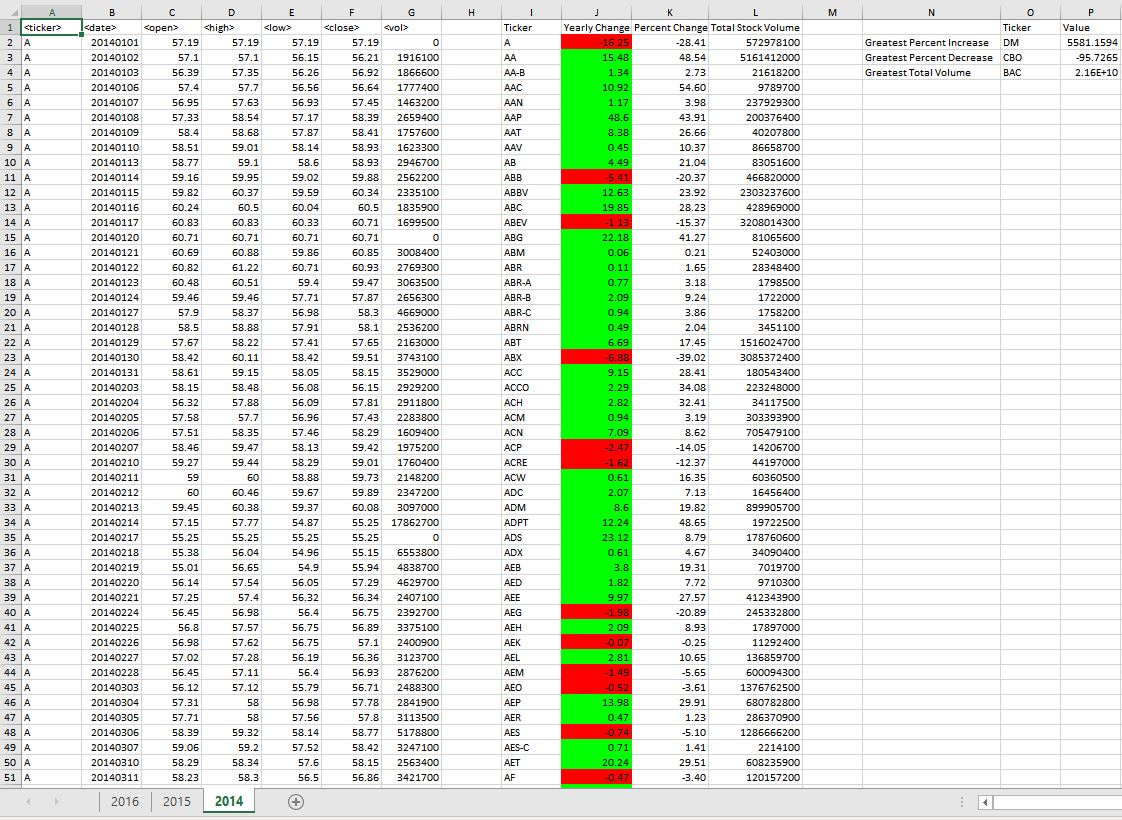 A B C D E F G H I J K L M N O P
1 <ticker> <date> <open> <high> <low> <close> <vol> Ticker Yearly Change Percent Change Total Stock Volume Ticker Value
2 A 20140101 57.19 57.19 57.19 57.19 0 A -16.25 -28.41 572978100 Greatest Percent Increase DM 5581.1594
3 A 20140102 57.1 57.1 56.15 56.21 1916100 AA 15.48 48.54 5161412000 Greatest Percent Decrease CBO -95.7265
4 A 20140103 56.39 57.35 56.26 56.92 1866600 AA-B 1.34 2.73 21618200 Greatest Total Volume BAC 2.16E+10
5 A 20140106 57.4 57.7 56.56 56.64 1777400 AAC 10.92 54.60 9789700
6 A 20140107 56.95 57.63 56.93 57.45 1463200 AAN 1.17 3.98 237929300
7 A 20140108 57.33 58.54 57.17 58.39 2659400 AAP 48.6 43.91 200376400
8 A 20140109 58.4 58.68 57.87 58.41 1757600 AAT 8.38 26.66 40207800
9 A 20140110 58.51 59.01 58.14 58.93 1623300 AAV 0.45 10.37 86658700
10 A 20140113 58.77 59.1 58.6 58.93 2946700 AB 4.49 21.04 83051600
11 A 20140114 59.16 59.95 59.02 59.88 2562200 ABB -5.41 -20.37 466820000
12 A 20140115 59.82 60.37 59.59 60.34 2335100 ABBV 12.63 23.92 2303237600
13 A 20140116 60.24 60.5 60.04 60.5 1835900 ABC 19.85 28.23 428969000
14 A 20140117 60.83 60.83 60.33 60.71 1699500 ABEV -1.13 -15.37 3208014300
15 A 20140120 60.71 60.71 60.71 60.71 0 ABG 22.18 41.27 81065600
16 A 20140121 60.69 60.88 59.86 60.85 3008400 ABM 0.06 0.21 52403000
17 A 20140122 60.82 61.22 60.71 60.93 2769300 ABR 0.11 1.65 28348400
18 A 20140123 60.48 60.51 59.4 59.47 3063500 ABR-A 0.77 3.18 1798500
19 A 20140124 59.46 59.46 57.71 57.87 2656300 ABR-B 2.09 9.24 1722000
20 A 20140127 57.9 58.37 56.98 58.3 4669000 ABR-C 0.94 3.86 1758200
21 A 20140128 58.5 58.88 57.91 58.1 2536200 ABRN 0.49 2.04 3451100
22 A 20140129 57.67 58.22 57.41 57.65 2163000 ABT 6.69 17.45 1516024700
23 A 20140130 58.42 60.11 58.42 59.51 3743100 ABX -6.88 -39.02 3085372400
24 A 20140131 58.61 59.15 58.05 58.15 3529000 ACC 9.15 28.41 180543400
25 A 20140203 58.15 58.48 56.08 56.15 2929200 ACCO 2.29 34.08 223248000
26 A 20140204 56.32 57.88 56.09 57.81 2911800 ACH 2.82 32.41 34117500
27 A 20140205 57.58 57.7 56.96 57.43 2283800 ACM 0.94 3.19 303393900
28 A 20140206 57.51 58.35 57.46 58.29 1609400 ACN 7.09 8.62 705479100
29 A 20140207 58.46 59.47 58.13 59.42 1975200 ACP -2.47 -14.05 14206700
30 A 20140210 59.27 59.44 58.29 59.01 1760400 ACRE -1.62 -12.37 44197000
31 A 20140211 59 60 58.88 59.73 2148200 ACW 0.61 16.35 60360500
32 A 20140212 60 60.46 59.67 59.89 2347200 ADC 2.07 7.13 16456400
33 A 20140213 59.45 60.38 59.37 60.08 3097000 ADM 8.6 19.82 899905700
34 A 20140214 57.15 57.77 54.87 55.25 17862700 ADPT 12.24 48.65 19722500
35 A 20140217 55.25 55.25 55.25 55.25 0 ADS 23.12 8.79 178760600
36 A 20140218 55.38 56.04 54.96 55.15 6553800 ADX 0.61 4.67 34090400
37 A 20140219 55.01 56.65 54.9 55.94 4838700 AEB 3.8 19.31 7019700
38 A 20140220 56.14 57.54 56.05 57.29 4629700 AED 1.82 7.72 9710300
39 A 20140221 57.25 57.4 56.32 56.34 2407100 AEE 9.97 27.57 412343900
40 A 20140224 56.45 56.98 56.4 56.75 2392700 AEG -1.98 -20.89 245332800
41 A 20140225 56.8 57.57 56.75 56.89 3375100 AEH 2.09 8.93 17897000
42 A 20140226 56.98 57.62 56.75 57.1 2400900 AEK -0.07 -0.25 11292400
43 A 20140227 57.02 57.28 56.19 56.36 3123700 AEL 2.81 10.65 136859700
44 A 20140228 56.45 57.11 56.4 56.93 2876200 AEM -1.49 -5.65 600094300
45 A 20140303 56.12 57.12 55.79 56.71 2488300 AEO -0.52 -3.61 1376762500
46 A 20140304 57.31 58 56.98 57.78 2841900 AEP 13.98 29.91 680782800
47 A 20140305 57.71 58 57.56 57.8 3113500 AER 0.47 1.23 286370900
48 A 20140306 58.39 59.32 58.14 58.77 5178800 AES -0.74 -5.10 1286666200
49 A 20140307 59.06 59.2 57.52 58.42 3247100 AES-C 0.71 1.41 2214100
50 A 20140310 58.29 58.34 57.6 58.15 2563400 AET 20.24 29.51 608235900
51 A 20140311 58.23 58.3 56.5 56.86 3421700 AF -0.47 -3.40 120157200
2016 2015 2014